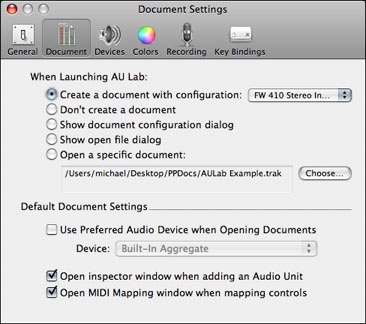 Document Settings
General Document Devices Colors Recording Key Bindings
When Launching AU Lab:
Create a document with configuration: FW 410 Stereo In...
Don't create a document
Show document configuration dialog
Show open file dialog
Open a specific document:
/Users/michael/Desktop/PPDocs/AULab Example.trak Choose...
Default Document Settings
Use Preferred Audio Device when Opening Documents
Device: Built-In Aggregate
Open inspector window when adding an Audio Unit
Open MIDI Mapping window when mapping controls